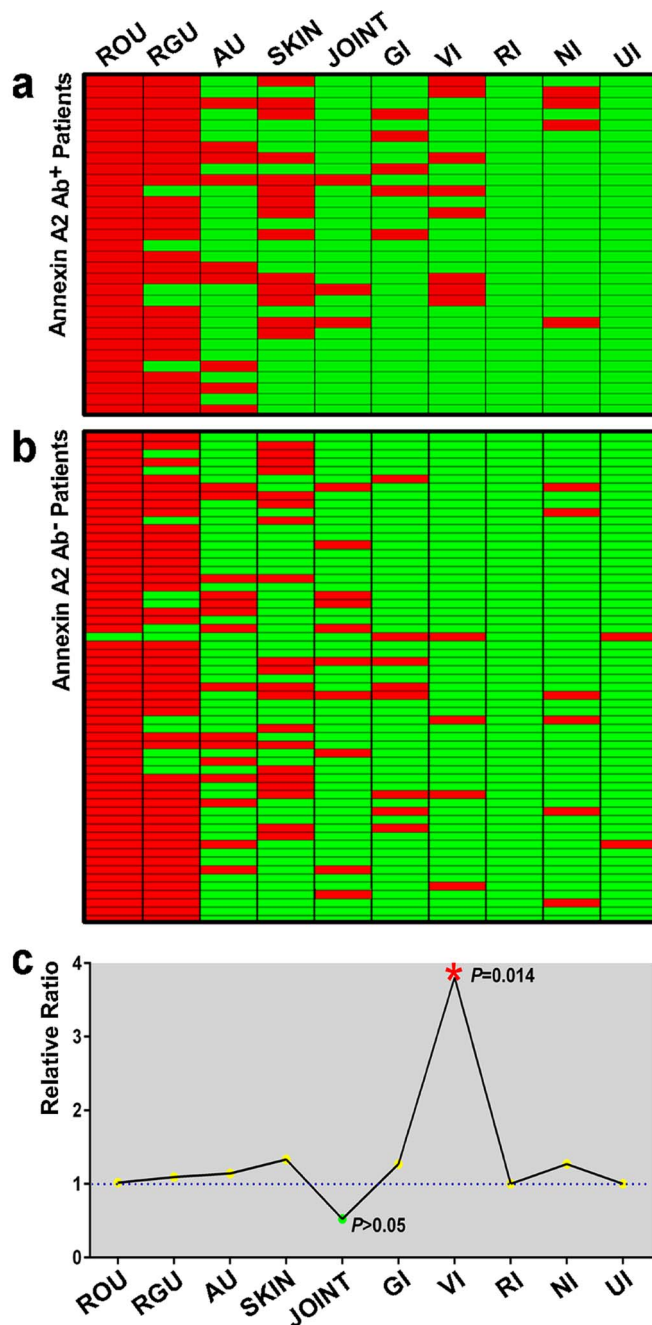 ROU RGU AU SKIN JOINT GI VI RI NI UI
a
Annexin A2 Ab+ Patients
b
Annexin A2 Ab- Patients
c
Relative Ratio
4
3
2
1
0
P=0.014
P>0.05
ROU RGU AU SKIN JOINT GI VI RI NI UI